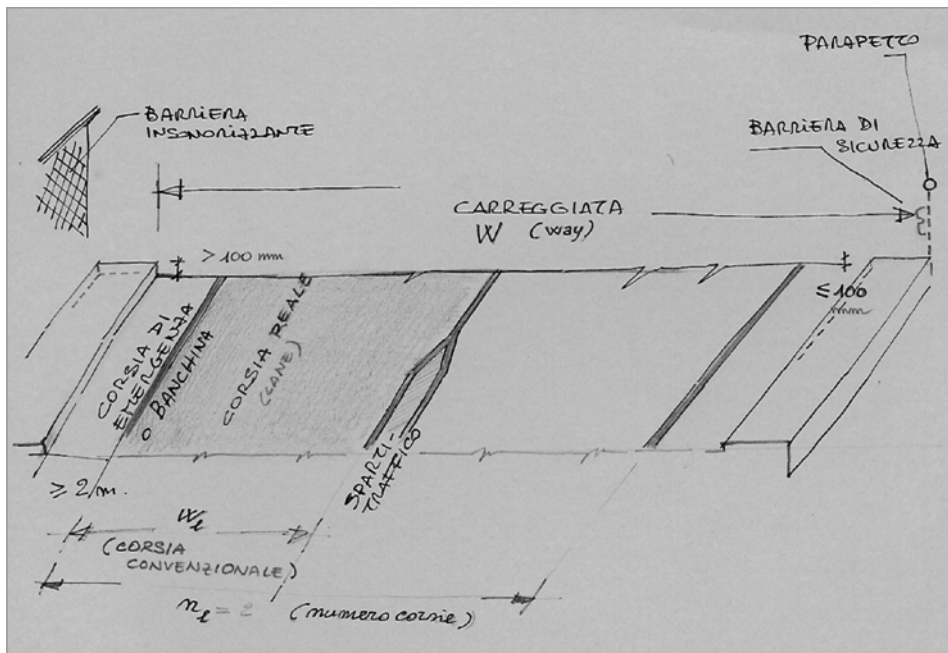 PARAPETTO
BARRIERA
INSONORIZZANTE
BARRIERA DI
SICUREZZA
CARREGGIATA
W (way)
> 100 mm
≤ 100
mm
CORSIA DI
EMERGENZA
O BANCHINA
CORSIA REALE
(LANE)
SPARTI-
TRAFFICO
≥ 2 m.
Wℓ
(CORSIA
CONVENZIONALE)
nℓ = 2 (numero corsie)